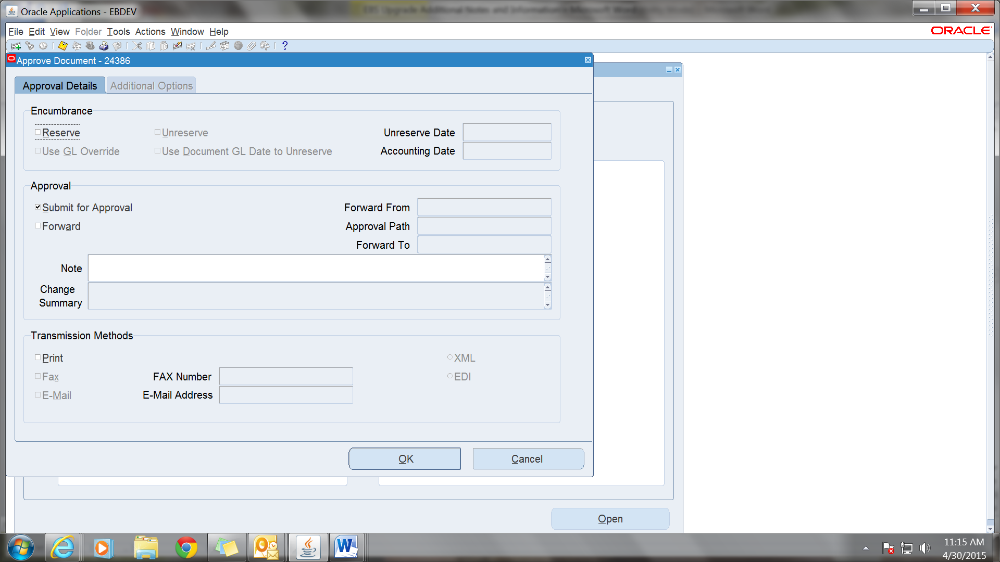 Oracle Applications - EBDEV
File Edit View Folder Tools Actions Window Help
ORACLE
Approve Document - 24386
Approval Details Additional Options
Encumbrance
Reserve Unreserve Unreserve Date
Use GL Override Use Document GL Date to Unreserve Accounting Date
Approval
Submit for Approval Forward From
Forward Approval Path
Forward To
Note
Change
Summary
Transmission Methods
Print XML
Fax FAX Number EDI
E-Mail E-Mail Address
OK Cancel
Open
11:15 AM
4/30/2015